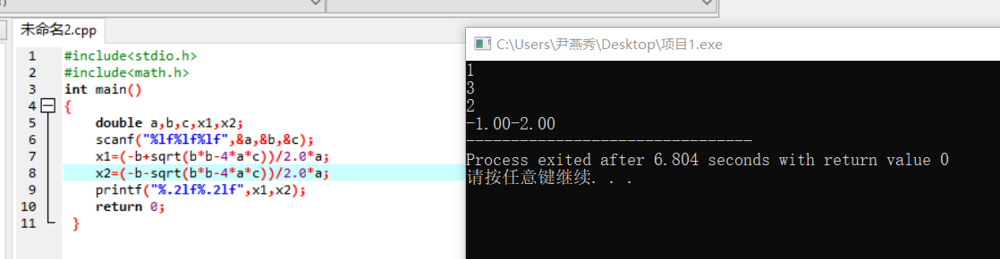 未命名2.cpp
1 #include<stdio.h>
2 #include<math.h>
3 int main()
4 {
5 double a,b,c,x1,x2;
6 scanf("%lf%lf%lf",&a,&b,&c);
7 x1=(-b+sqrt(b*b-4*a*c))/2.0*a;
8 x2=(-b-sqrt(b*b-4*a*c))/2.0*a;
9 printf("%.2lf%.2lf",x1,x2);
10 return 0;
11 }
C:\Users\尹燕秀\Desktop\项目1.exe
1
3
2
-1.00-2.00
--------------------------------
Process exited after 6.804 seconds with return value 0
请按任意键继续. . .